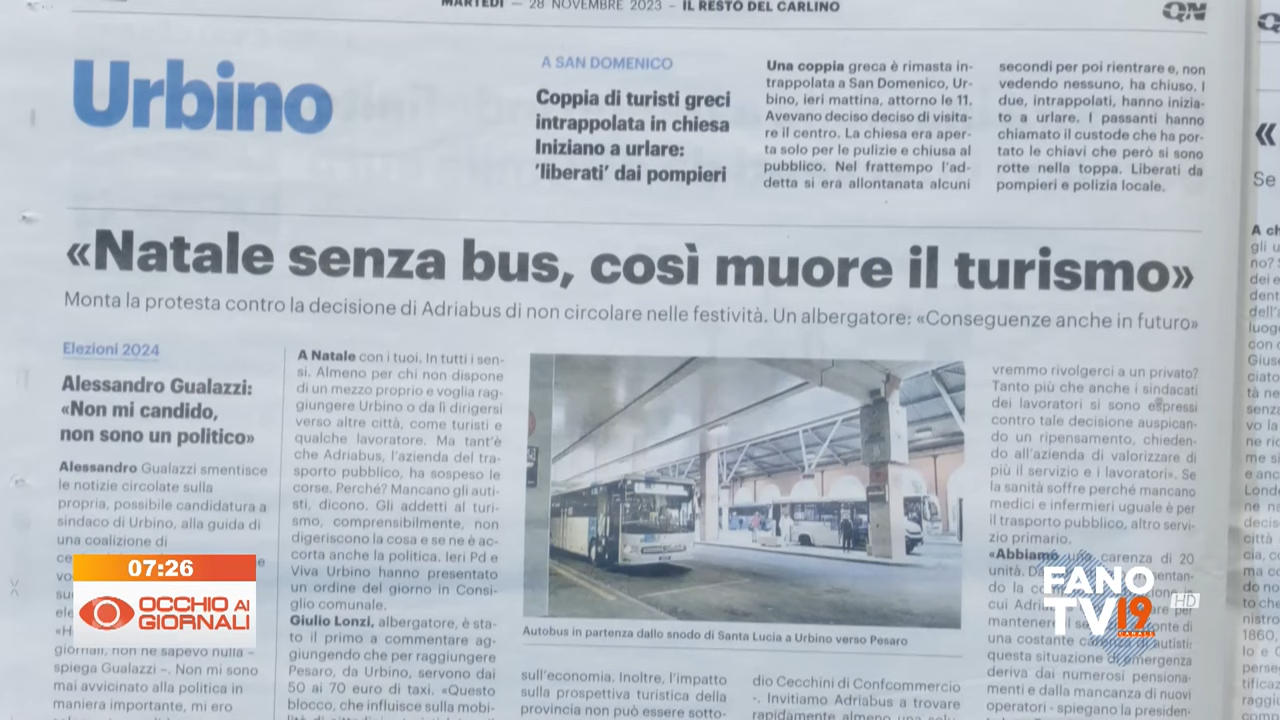 MARTEDÌ — 28 NOVEMBRE 2023 – IL RESTO DEL CARLINO
QN
Urbino
A SAN DOMENICO
Coppia di turisti greci
intrappolata in chiesa
Iniziano a urlare:
'liberati' dai pompieri
Una coppia greca è rimasta in-
trappolata a San Domenico, Ur-
bino, ieri mattina, attorno le 11.
Avevano deciso deciso di visita-
re il centro. La chiesa era aper-
ta solo per le pulizie e chiusa al
pubblico. Nel frattempo l'ad-
detta si era allontanata alcuni
secondi per poi rientrare e, non
vedendo nessuno, ha chiuso. I
due, intrappolati, hanno inizia-
to a urlare. I passanti hanno
chiamato il custode che ha por-
tato le chiavi che però si sono
rotte nella toppa. Liberati da
pompieri e polizia locale.
«Natale senza bus, così muore il turismo»
Monta la protesta contro la decisione di Adriabus di non circolare nelle festività. Un albergatore: «Conseguenze anche in futuro»
Elezioni 2024
Alessandro Gualazzi:
«Non mi candido,
non sono un politico»
Alessandro Gualazzi smentisce
le notizie circolate sulla
propria, possibile candidatura a
sindaco di Urbino, alla guida di
una coalizione di
giornali, non ne sapevo nulla –
spiega Gualazzi –. Non mi sono
mai avvicinato alla politica in
maniera importante, mi ero
A Natale con i tuoi. In tutti i sen-
si. Almeno per chi non dispone
di un mezzo proprio e voglia rag-
giungere Urbino o da lì dirigersi
verso altre città, come turisti e
qualche lavoratore. Ma tant'è
che Adriabus, l'azienda del tra-
sporto pubblico, ha sospeso le
corse. Perché? Mancano gli auti-
sti, dicono. Gli addetti al turi-
smo, comprensibilmente, non
digeriscono la cosa e se ne è ac-
corta anche la politica. Ieri Pd e
Viva Urbino hanno presentato
un ordine del giorno in Consi-
glio comunale.
Giulio Lonzi, albergatore, è sta-
to il primo a commentare ag-
giungendo che per raggiungere
Pesaro, da Urbino, servono dai
50 ai 70 euro di taxi. «Questo
blocco, che influisce sulla mobi-
Autobus in partenza dallo snodo di Santa Lucia a Urbino verso Pesaro
sull'economia. Inoltre, l'impatto
sulla prospettiva turistica della
provincia non può essere sotto-
dio Cecchini di Confcommercio
-. Invitiamo Adriabus a trovare
rapidamente almeno una
vremmo rivolgerci a un privato?
Tanto più che anche i sindacati
dei lavoratori si sono espressi
contro tale decisione auspican-
do un ripensamento, chieden-
do all'azienda di valorizzare di
più il servizio e i lavoratori». Se
la sanità soffre perché mancano
medici e infermieri uguale è per
il trasporto pubblico, altro servi-
zio primario.
«Abbiamo una carenza di 20
unità.
mantenere il
una costante carenza autisti:
questa situazione di emergenza
deriva dai numerosi pensiona-
menti e dalla mancanza di nuovi
operatori - spiegano la presiden-
«
Se
07:26
OCCHIO AI
GIORNALI
FANO
TV 19 HD
CANALE